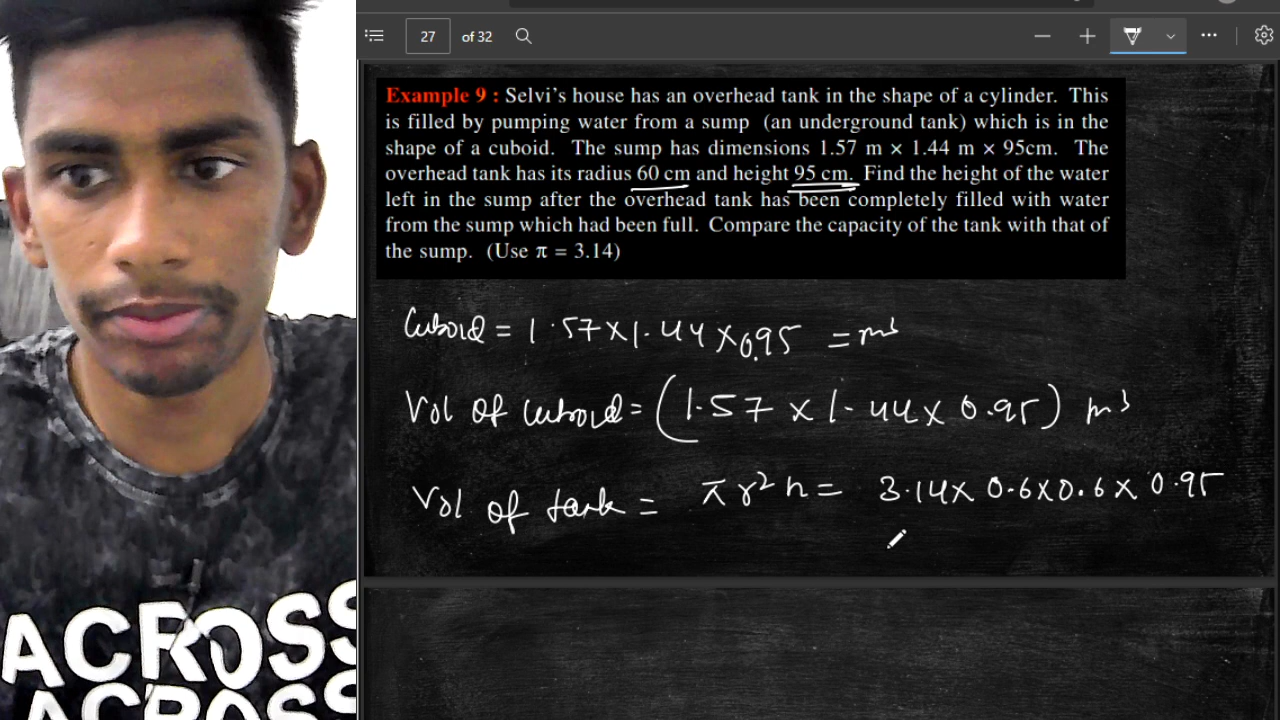 27 of 32
Example 9 : Selvi's house has an overhead tank in the shape of a cylinder. This
is filled by pumping water from a sump (an underground tank) which is in the
shape of a cuboid. The sump has dimensions 1.57 m × 1.44 m × 95cm. The
overhead tank has its radius 60 cm and height 95 cm. Find the height of the water
left in the sump after the overhead tank has been completely filled with water
from the sump which had been full. Compare the capacity of the tank with that of
the sump. (Use π = 3.14)
Cuboid = 1.57×1.44×0.95 = m³
Vol of cuboid = (1.57 × 1.44 × 0.95) m³
Vol of tank = πr²h = 3.14× 0.6×0.6× 0.95
ACROSS
ACROSS